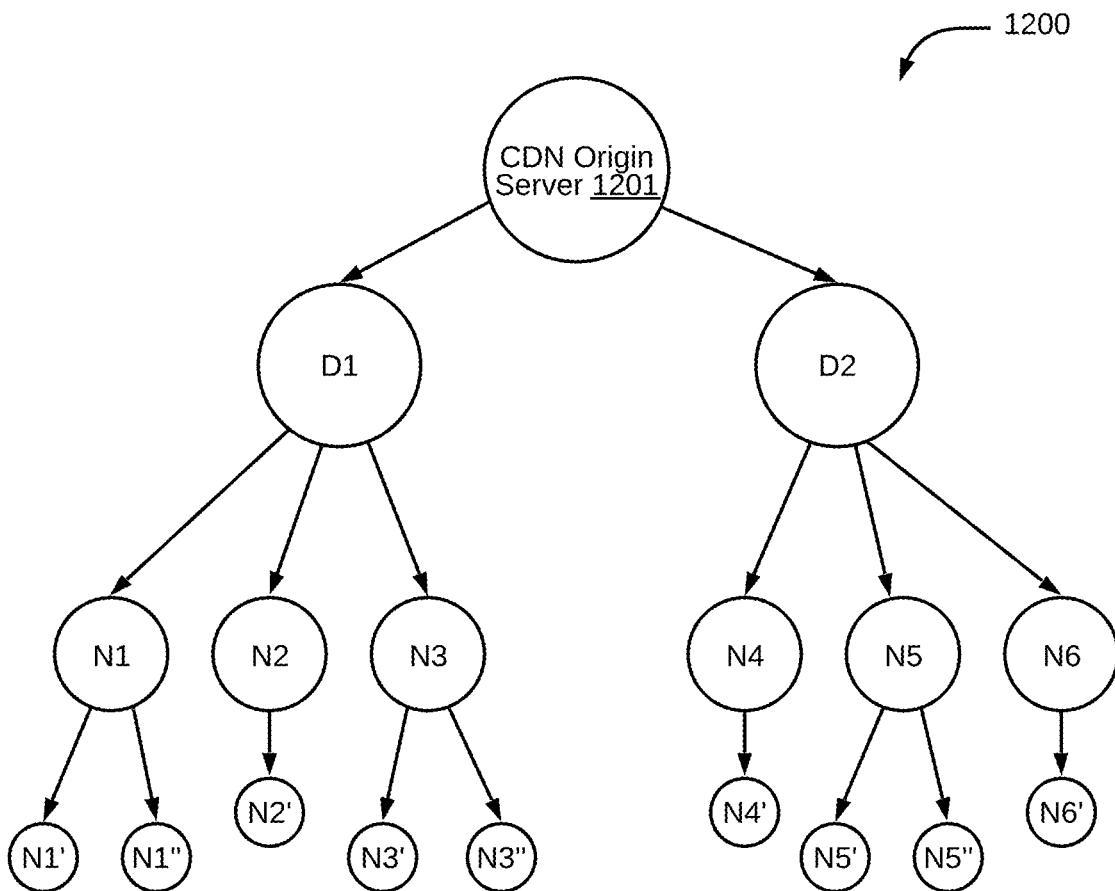 1200
CDN Origin
Server 1201
D1
D2
N1
N2
N3
N4
N5
N6
N2'
N4'
N6'
N1'
N1"
N3'
N3"
N5'
N5"